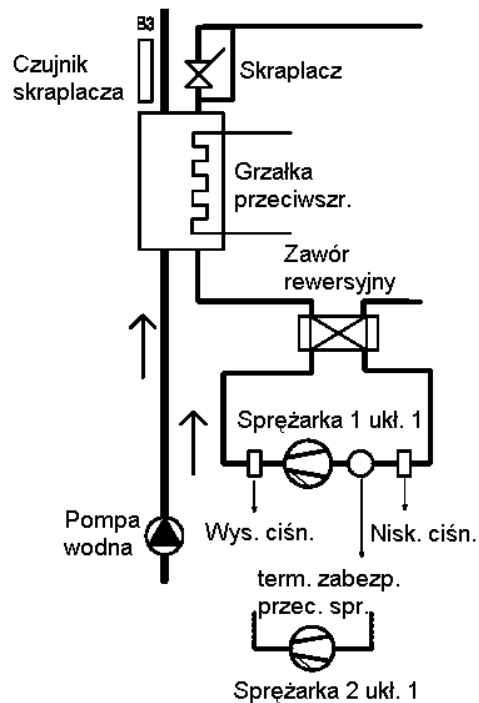 B3
Czujnik
skraplacza
Skraplacz
Grzałka
przeciwszr.
Zawór
rewersyjny
Sprężarka 1 ukł. 1
Wys. ciśn.
Nisk. ciśn.
Pompa
wodna
term. zabezp.
przec. spr.
Sprężarka 2 ukł. 1